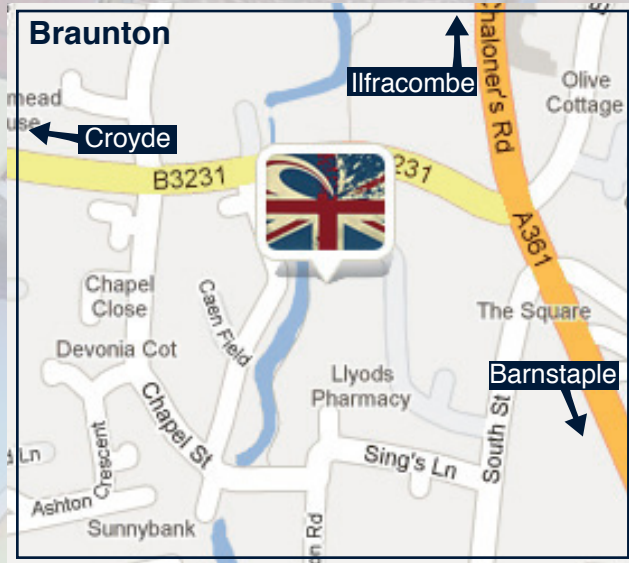 Braunton
Chaloner's Rd
Ilfracombe
Olive
Cottage
mead
use
Croyde
B3231
231
A361
Chapel
Close
Caen Field
The Square
Devonia Cot
Llyods
Pharmacy
Barnstaple
Chapel St
South St
Sing's Ln
Ln
Crescent
Ashton
Sunnybank
on Rd